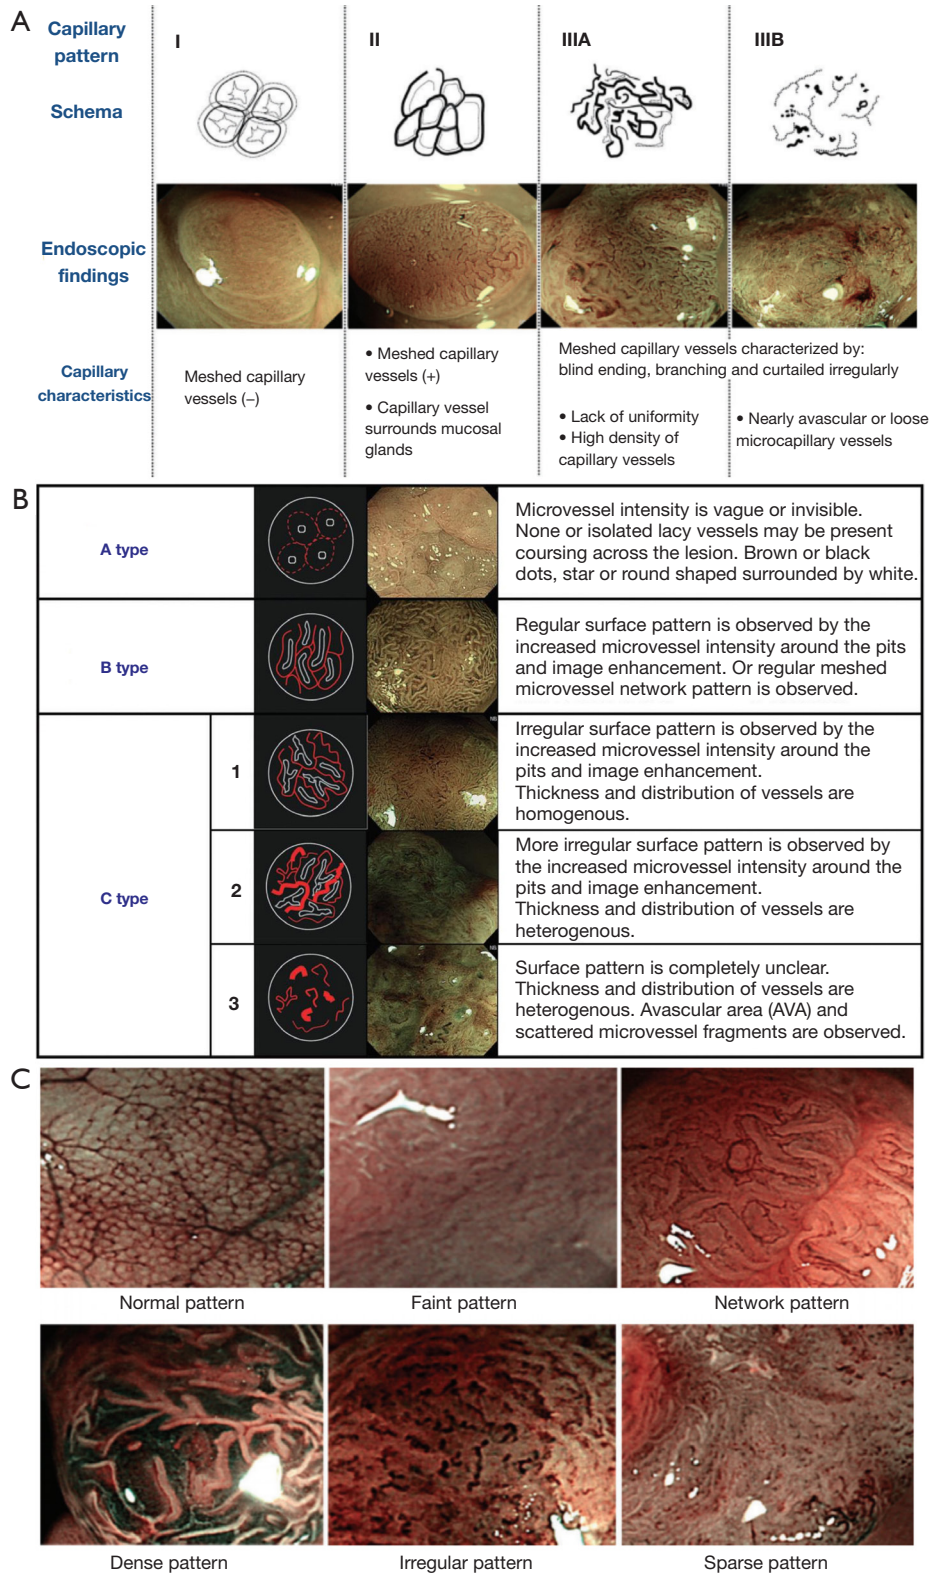 A
Capillary
pattern
I
II
IIIA
IIIB
Schema
Endoscopic
findings
Capillary
characteristics
Meshed capillary
vessels (–)
• Meshed capillary
vessels (+)
• Capillary vessel
surrounds mucosal
glands
Meshed capillary vessels characterized by:
blind ending, branching and curtailed irregularly
• Lack of uniformity
• High density of
capillary vessels
• Nearly avascular or loose
microcapillary vessels
B
A type
Microvessel intensity is vague or invisible.
None or isolated lacy vessels may be present
coursing across the lesion. Brown or black
dots, star or round shaped surrounded by white.
B type
Regular surface pattern is observed by the
increased microvessel intensity around the pits
and image enhancement. Or regular meshed
microvessel network pattern is observed.
C type
1
Irregular surface pattern is observed by the
increased microvessel intensity around the
pits and image enhancement.
Thickness and distribution of vessels are
homogenous.
2
More irregular surface pattern is observed by
the increased microvessel intensity around the
pits and image enhancement.
Thickness and distribution of vessels are
heterogenous.
3
Surface pattern is completely unclear.
Thickness and distribution of vessels are
heterogenous. Avascular area (AVA) and
scattered microvessel fragments are observed.
C
Normal pattern
Faint pattern
Network pattern
Dense pattern
Irregular pattern
Sparse pattern